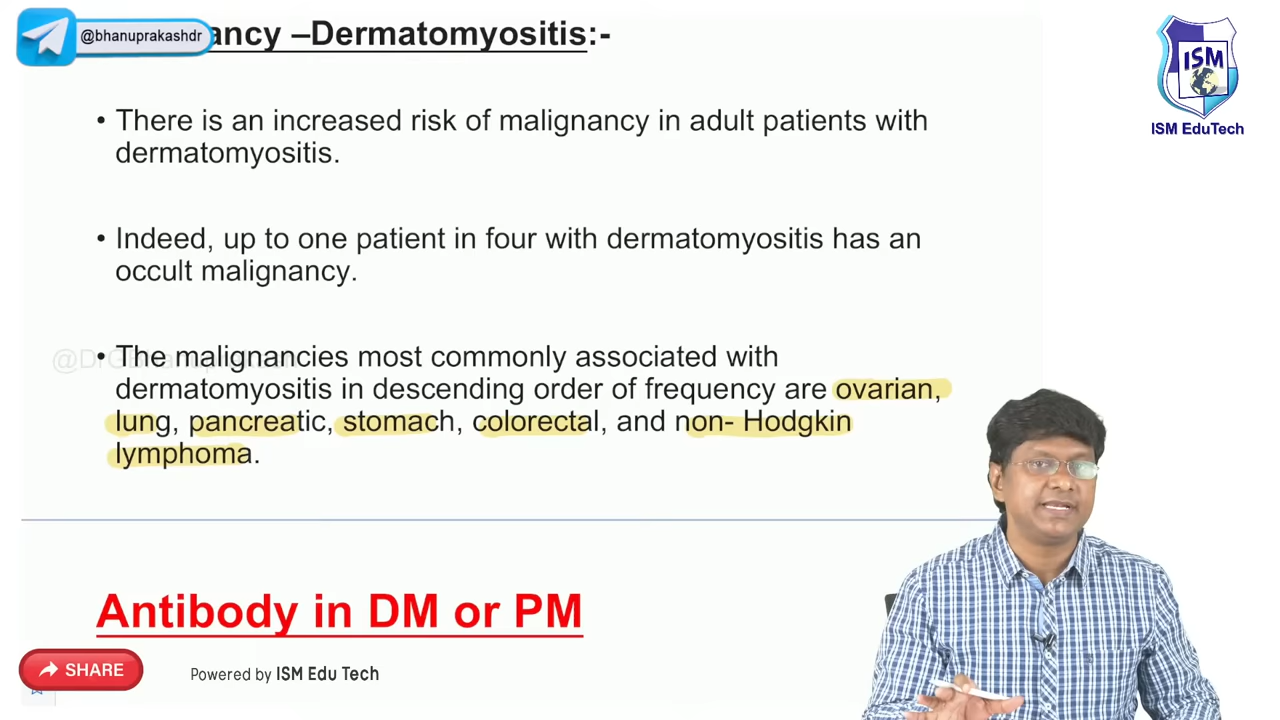 @bhanuprakashdr
ancy –Dermatomyositis:-
ISM
ISM EduTech
• There is an increased risk of malignancy in adult patients with
dermatomyositis.
• Indeed, up to one patient in four with dermatomyositis has an
occult malignancy.
• The malignancies most commonly associated with
dermatomyositis in descending order of frequency are ovarian,
lung, pancreatic, stomach, colorectal, and non- Hodgkin
lymphoma.
Antibody in DM or PM
SHARE
Powered by ISM Edu Tech